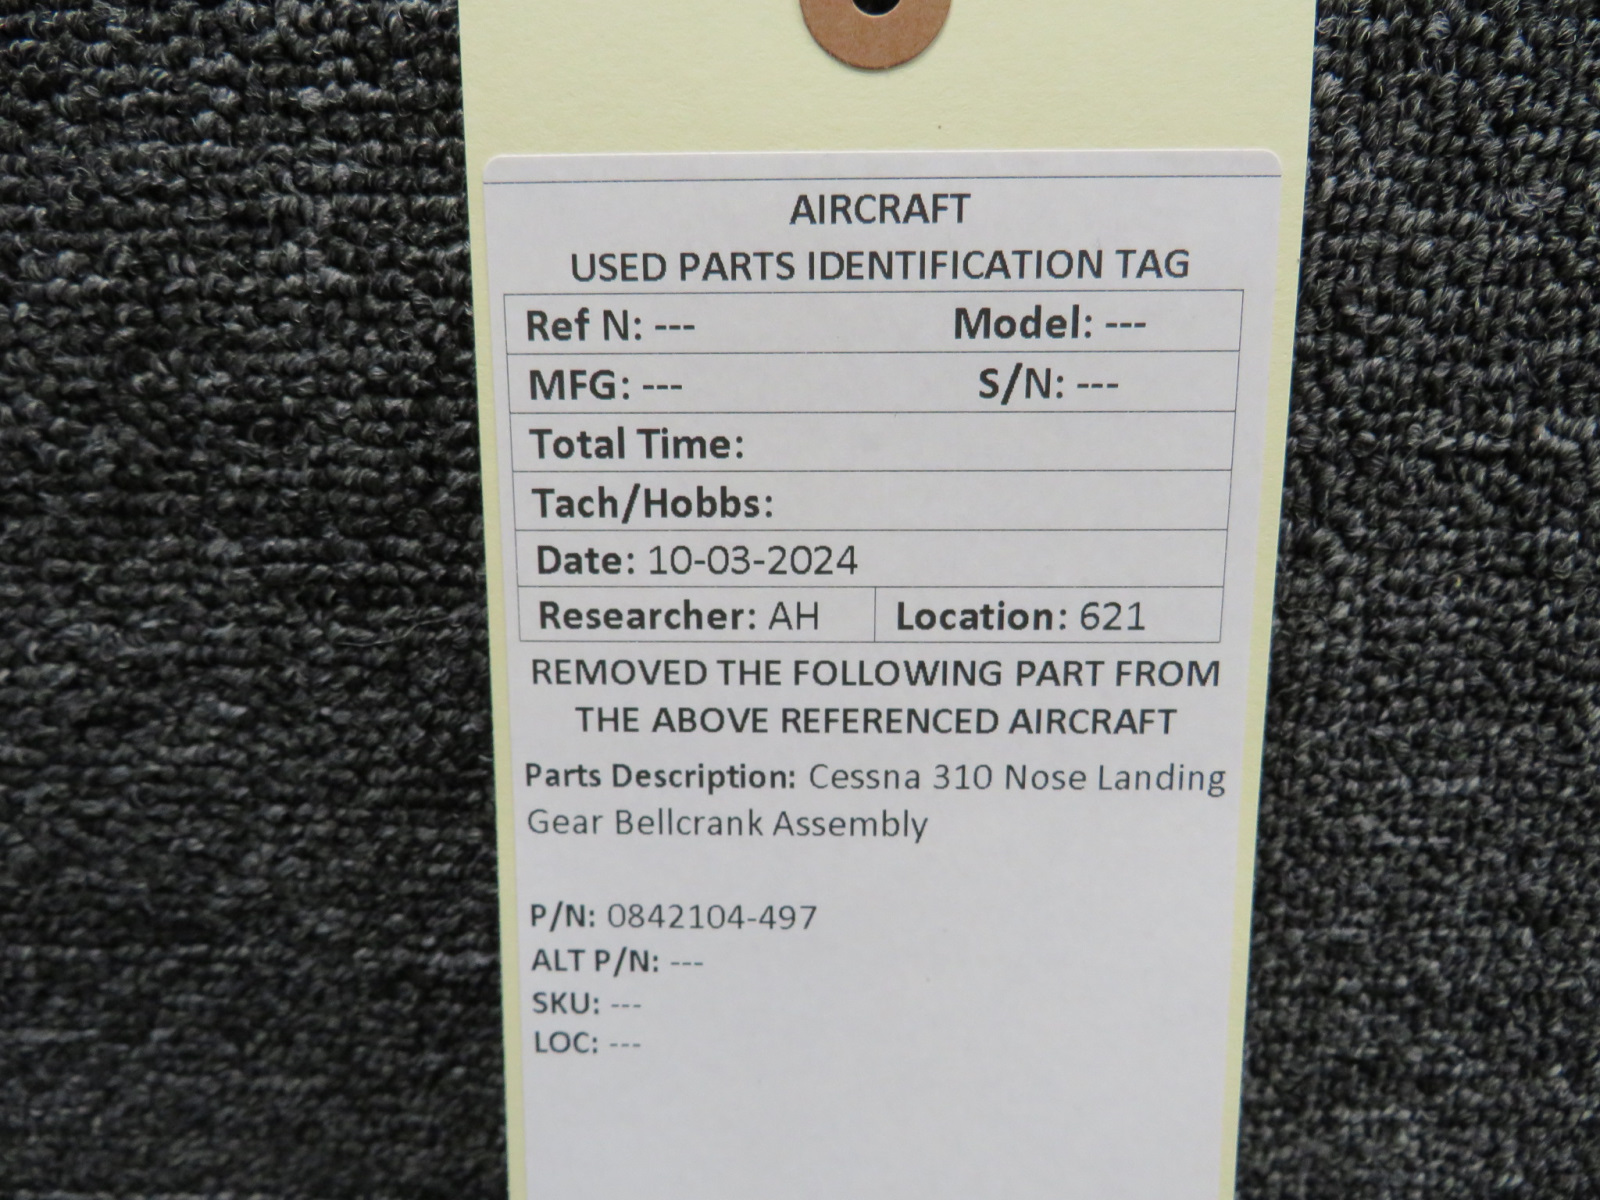 AIRCRAFT
USED PARTS IDENTIFICATION TAG
Ref N: --- Model: ---
MFG: --- S/N: ---
Total Time:
Tach/Hobbs:
Date: 10-03-2024
Researcher: AH Location: 621
REMOVED THE FOLLOWING PART FROM
THE ABOVE REFERENCED AIRCRAFT
Parts Description: Cessna 310 Nose Landing
Gear Bellcrank Assembly
P/N: 0842104-497
ALT P/N: ---
SKU: ---
LOC: ---